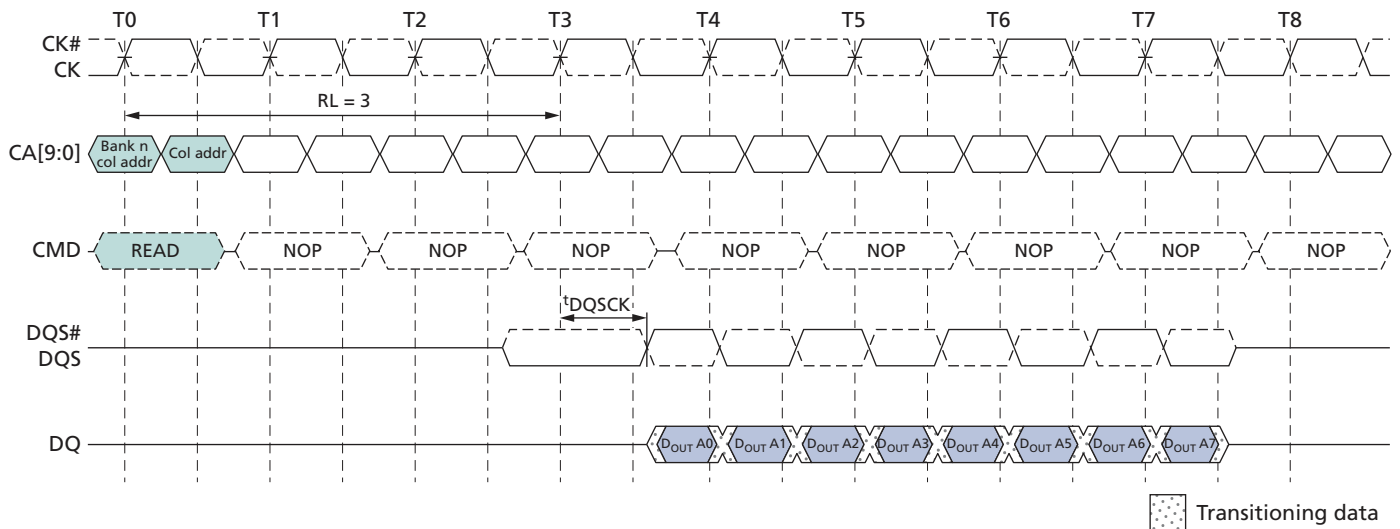 T0 T1 T2 T3 T4 T5 T6 T7 T8
CK#
CK
RL = 3
CA[9:0]
Bank n
col addr
Col addr
CMD READ NOP NOP NOP NOP NOP NOP NOP NOP
tDQSCK
DQS#
DQS
DQ DOUT A0 DOUT A1 DOUT A2 DOUT A3 DOUT A4 DOUT A5 DOUT A6 DOUT A7
Transitioning data